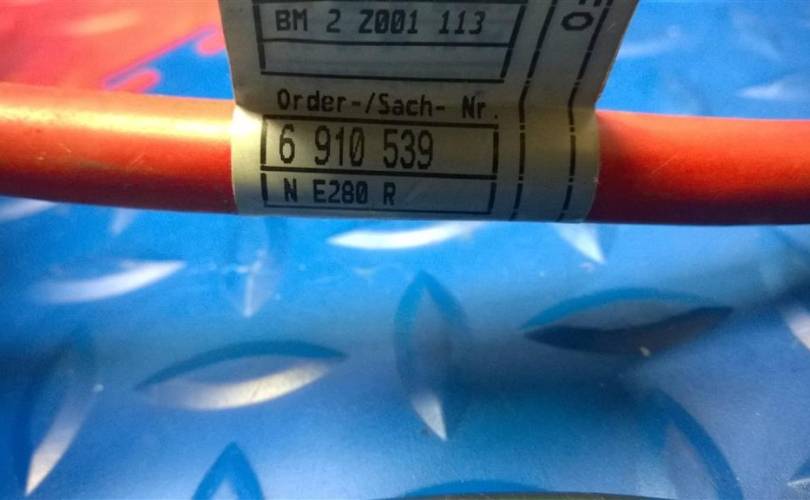 BM 2 Z001 113
Order-/Sach- Nr.
6 910 539
N E280 R